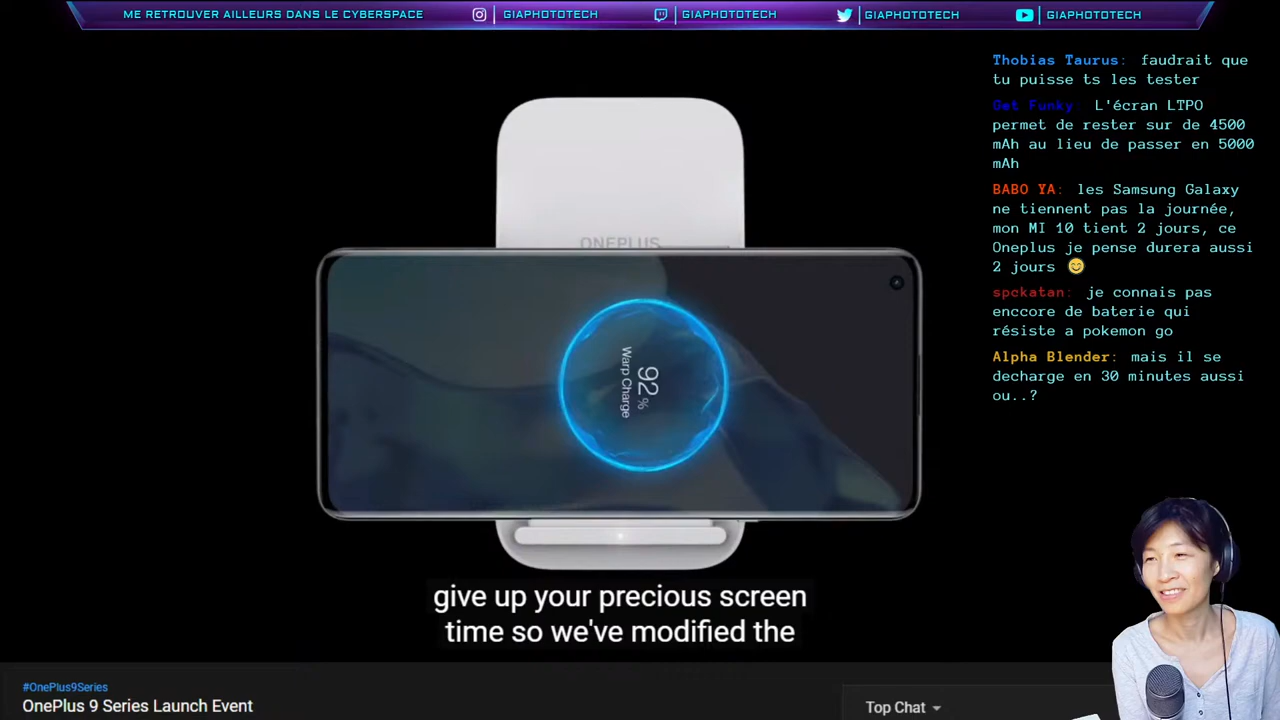 ME RETROUVER AILLEURS DANS LE CYBERSPACE
GIAPHOTOTECH
GIAPHOTOTECH
GIAPHOTOTECH
GIAPHOTOTECH
Thobias Taurus: faudrait que
tu puisse ts les tester
Get Funky: L'écran LTPO
permet de rester sur de 4500
mAh au lieu de passer en 5000
mAh
BABO YA: les Samsung Galaxy
ne tiennent pas la journée,
mon MI 10 tient 2 jours, ce
Oneplus je pense durera aussi
2 jours 😊
spckatan: je connais pas
enccore de baterie qui
résiste a pokemon go
Alpha Blender: mais il se
decharge en 30 minutes aussi
ou..?
ONEPLUS
92%
Warp Charge
give up your precious screen
time so we've modified the
#OnePlus9Series
OnePlus 9 Series Launch Event
Top Chat